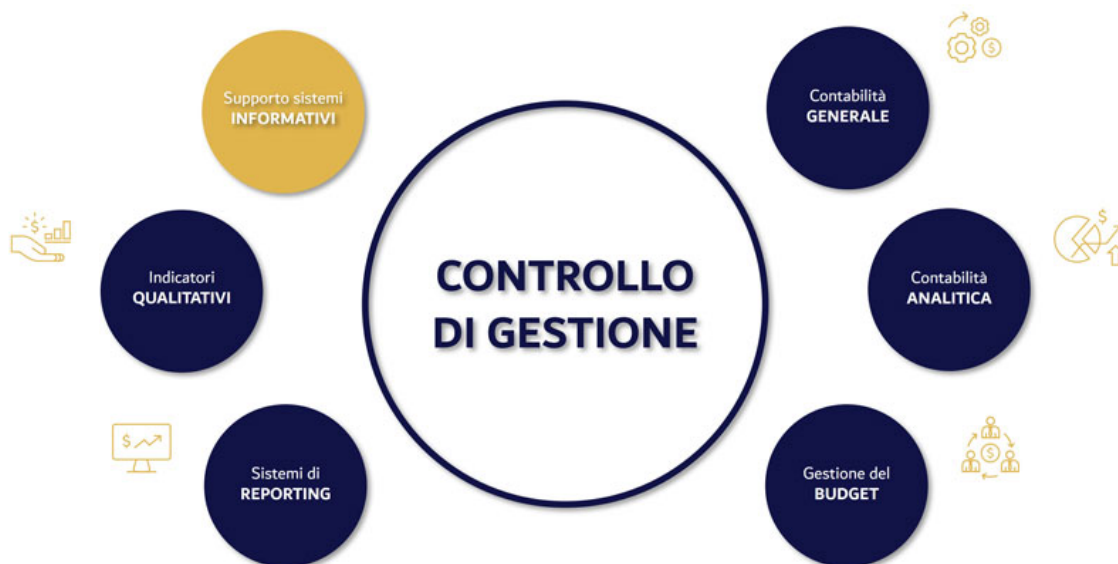 Supporto sistemi
INFORMATIVI
Contabilità
GENERALE
Indicatori
QUALITATIVI
CONTROLLO
DI GESTIONE
Contabilità
ANALITICA
Sistemi di
REPORTING
Gestione del
BUDGET
$
$
$
$
$